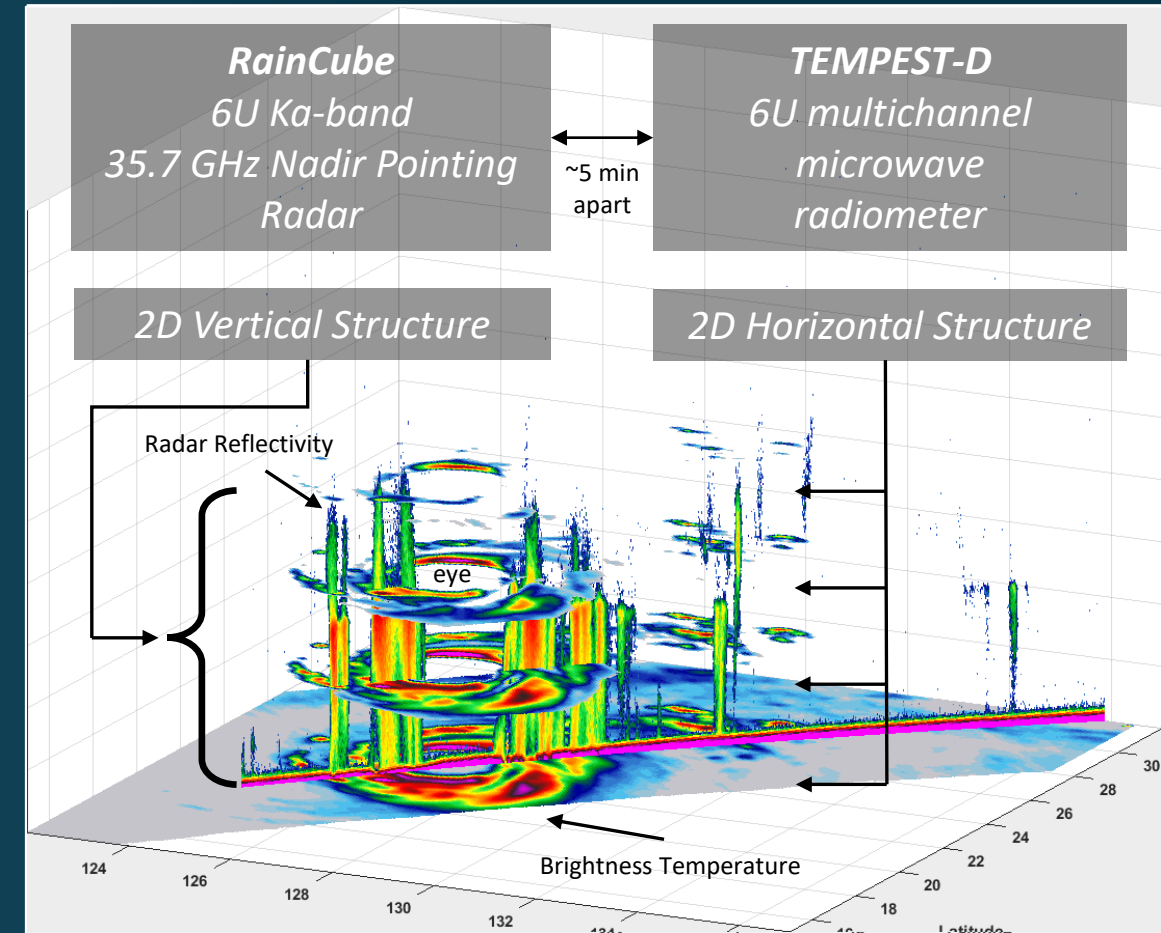 RainCube
6U Ka-band
35.7 GHz Nadir Pointing
Radar
~5 min
apart
TEMPEST-D
6U multichannel
microwave
radiometer
2D Vertical Structure
2D Horizontal Structure
Radar Reflectivity
eye
Brightness Temperature
124
126
128
130
132
18
20
22
24
26
28
30